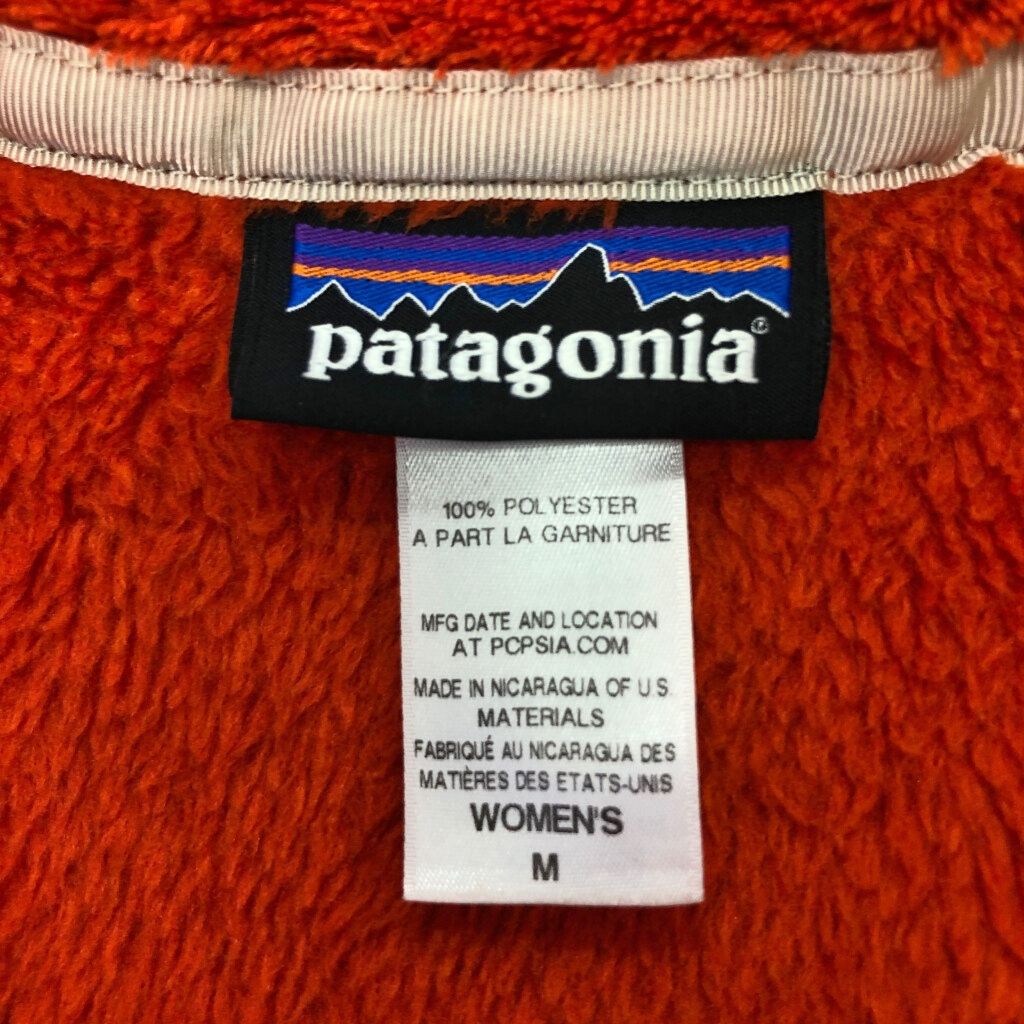 patagonia®
100% POLYESTER
A PART LA GARNITURE
MFG DATE AND LOCATION
AT PCPSIA.COM
MADE IN NICARAGUA OF U.S.
MATERIALS
FABRIQUÉ AU NICARAGUA DES
MATIÈRES DES ETATS-UNIS
WOMEN'S
M